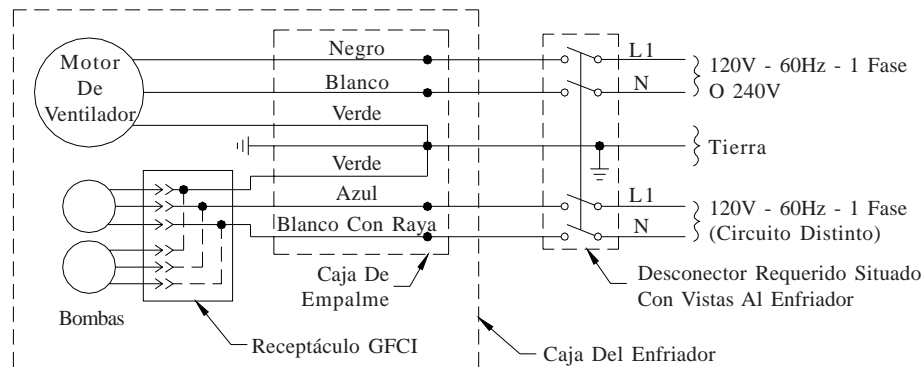 Motor
De
Ventilador
Negro
Blanco
Verde
Verde
Azul
Blanco Con Raya
L1
N
120V - 60Hz - 1 Fase
O 240V
Tierra
L1
N
120V - 60Hz - 1 Fase
(Circuito Distinto)
Caja De
Empalme
Desconector Requerido Situado
Con Vistas Al Enfriador
Bombas
Receptáculo GFCI
Caja Del Enfriador